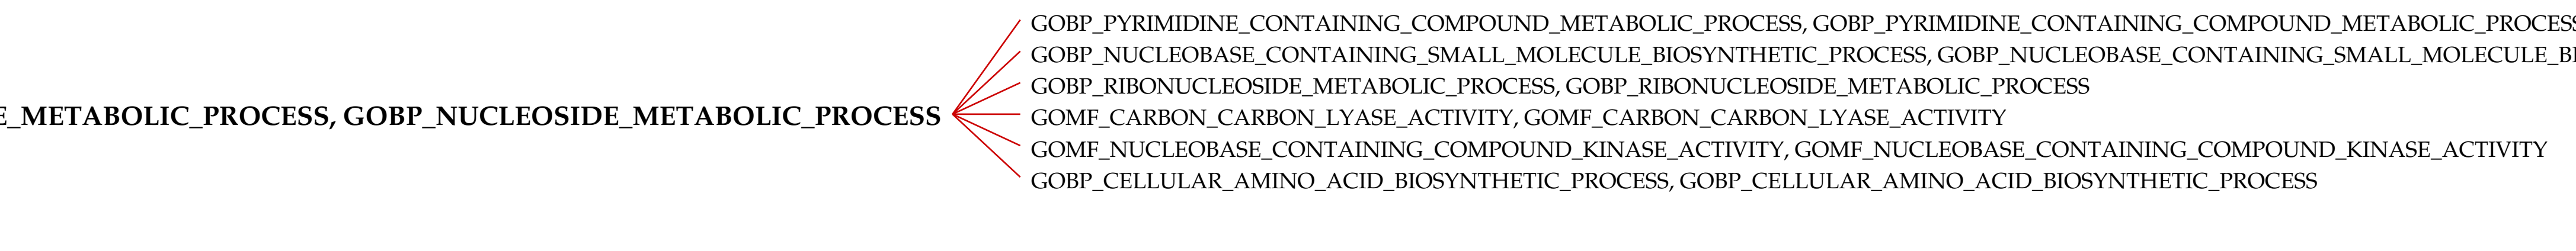 GOBP_PYRIMIDINE_CONTAINING_COMPOUND_METABOLIC_PROCESS, GOBP_PYRIMIDINE_CONTAINING_COMPOUND_METABOLIC_PROCESS
GOBP_NUCLEOBASE_CONTAINING_SMALL_MOLECULE_BIOSYNTHETIC_PROCESS, GOBP_NUCLEOBASE_CONTAINING_SMALL_MOLECULE_BI
GOBP_RIBONUCLEOSIDE_METABOLIC_PROCESS, GOBP_RIBONUCLEOSIDE_METABOLIC_PROCESS
E_METABOLIC_PROCESS, GOBP_NUCLEOSIDE_METABOLIC_PROCESS
GOMF_CARBON_CARBON_LYASE_ACTIVITY, GOMF_CARBON_CARBON_LYASE_ACTIVITY
GOMF_NUCLEOBASE_CONTAINING_COMPOUND_KINASE_ACTIVITY, GOMF_NUCLEOBASE_CONTAINING_COMPOUND_KINASE_ACTIVITY
GOBP_CELLULAR_AMINO_ACID_BIOSYNTHETIC_PROCESS, GOBP_CELLULAR_AMINO_ACID_BIOSYNTHETIC_PROCESS